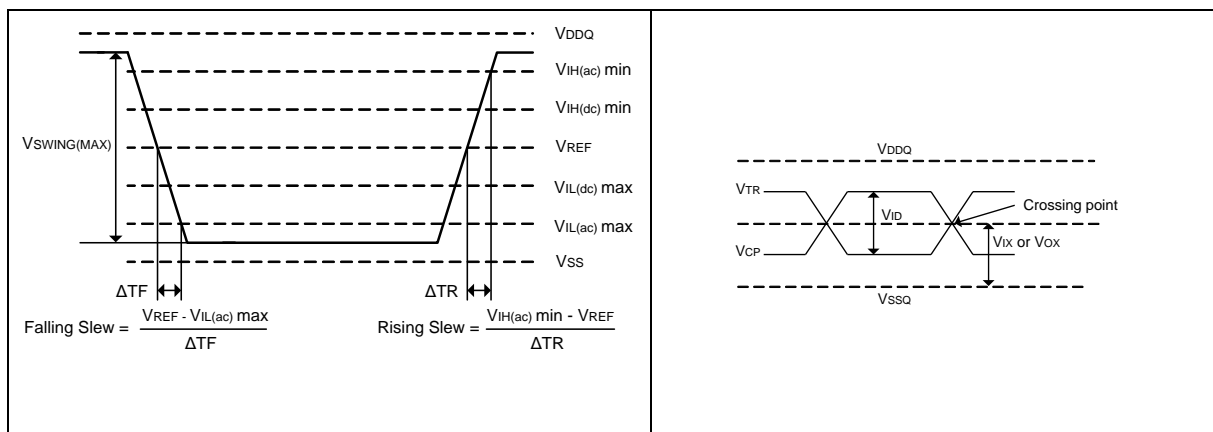 VDDQ
VIH(ac) min
VIH(dc) min
VSWING(MAX)
VREF
VIL(dc) max
VIL(ac) max
VSS
ΔTF
ΔTR
Falling Slew = VREF - VIL(ac) max
ΔTF
Rising Slew = VIH(ac) min - VREF
ΔTR
VDDQ
VTR
VID
Crossing point
VCP
VIX or VOX
VSSQ